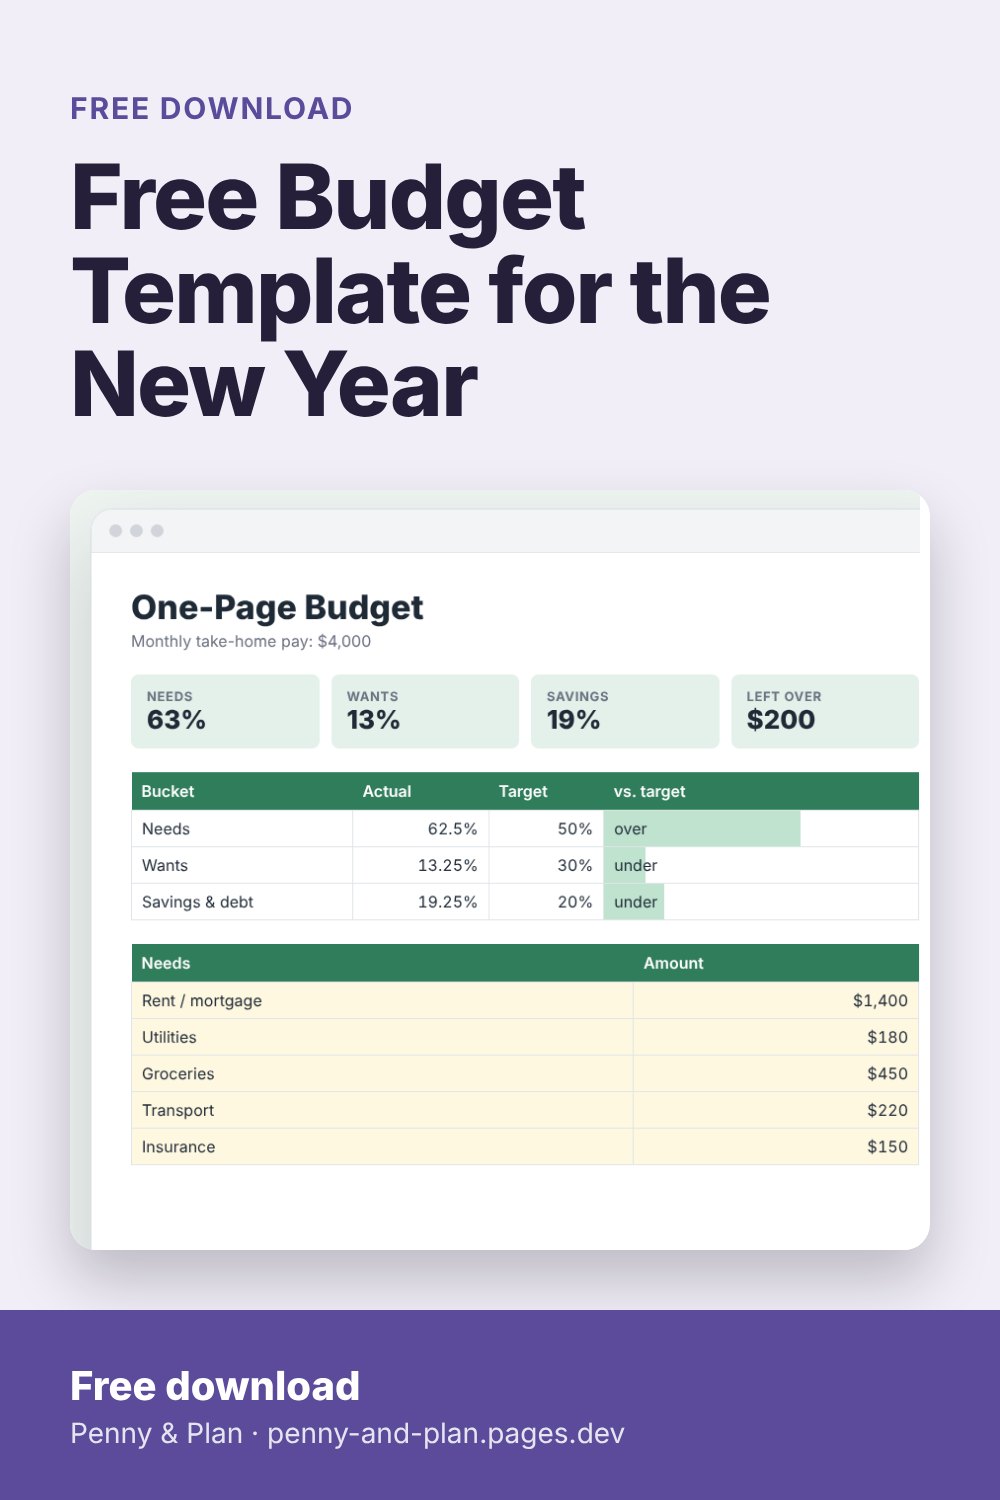 FREE DOWNLOAD
Free Budget
Template for the
New Year
One-Page Budget
Monthly take-home pay: $4,000
NEEDS WANTS SAVINGS LEFT OVER
63% 13% 19% $200
Bucket Actual Target vs. target
Needs 62.5% 50% over
Wants 13.25% 30% under
Savings & debt 19.25% 20% under
Needs Amount
Rent / mortgage $1,400
Utilities $180
Groceries $450
Transport $220
Insurance $150
Free download
Penny & Plan · penny-and-plan.pages.dev